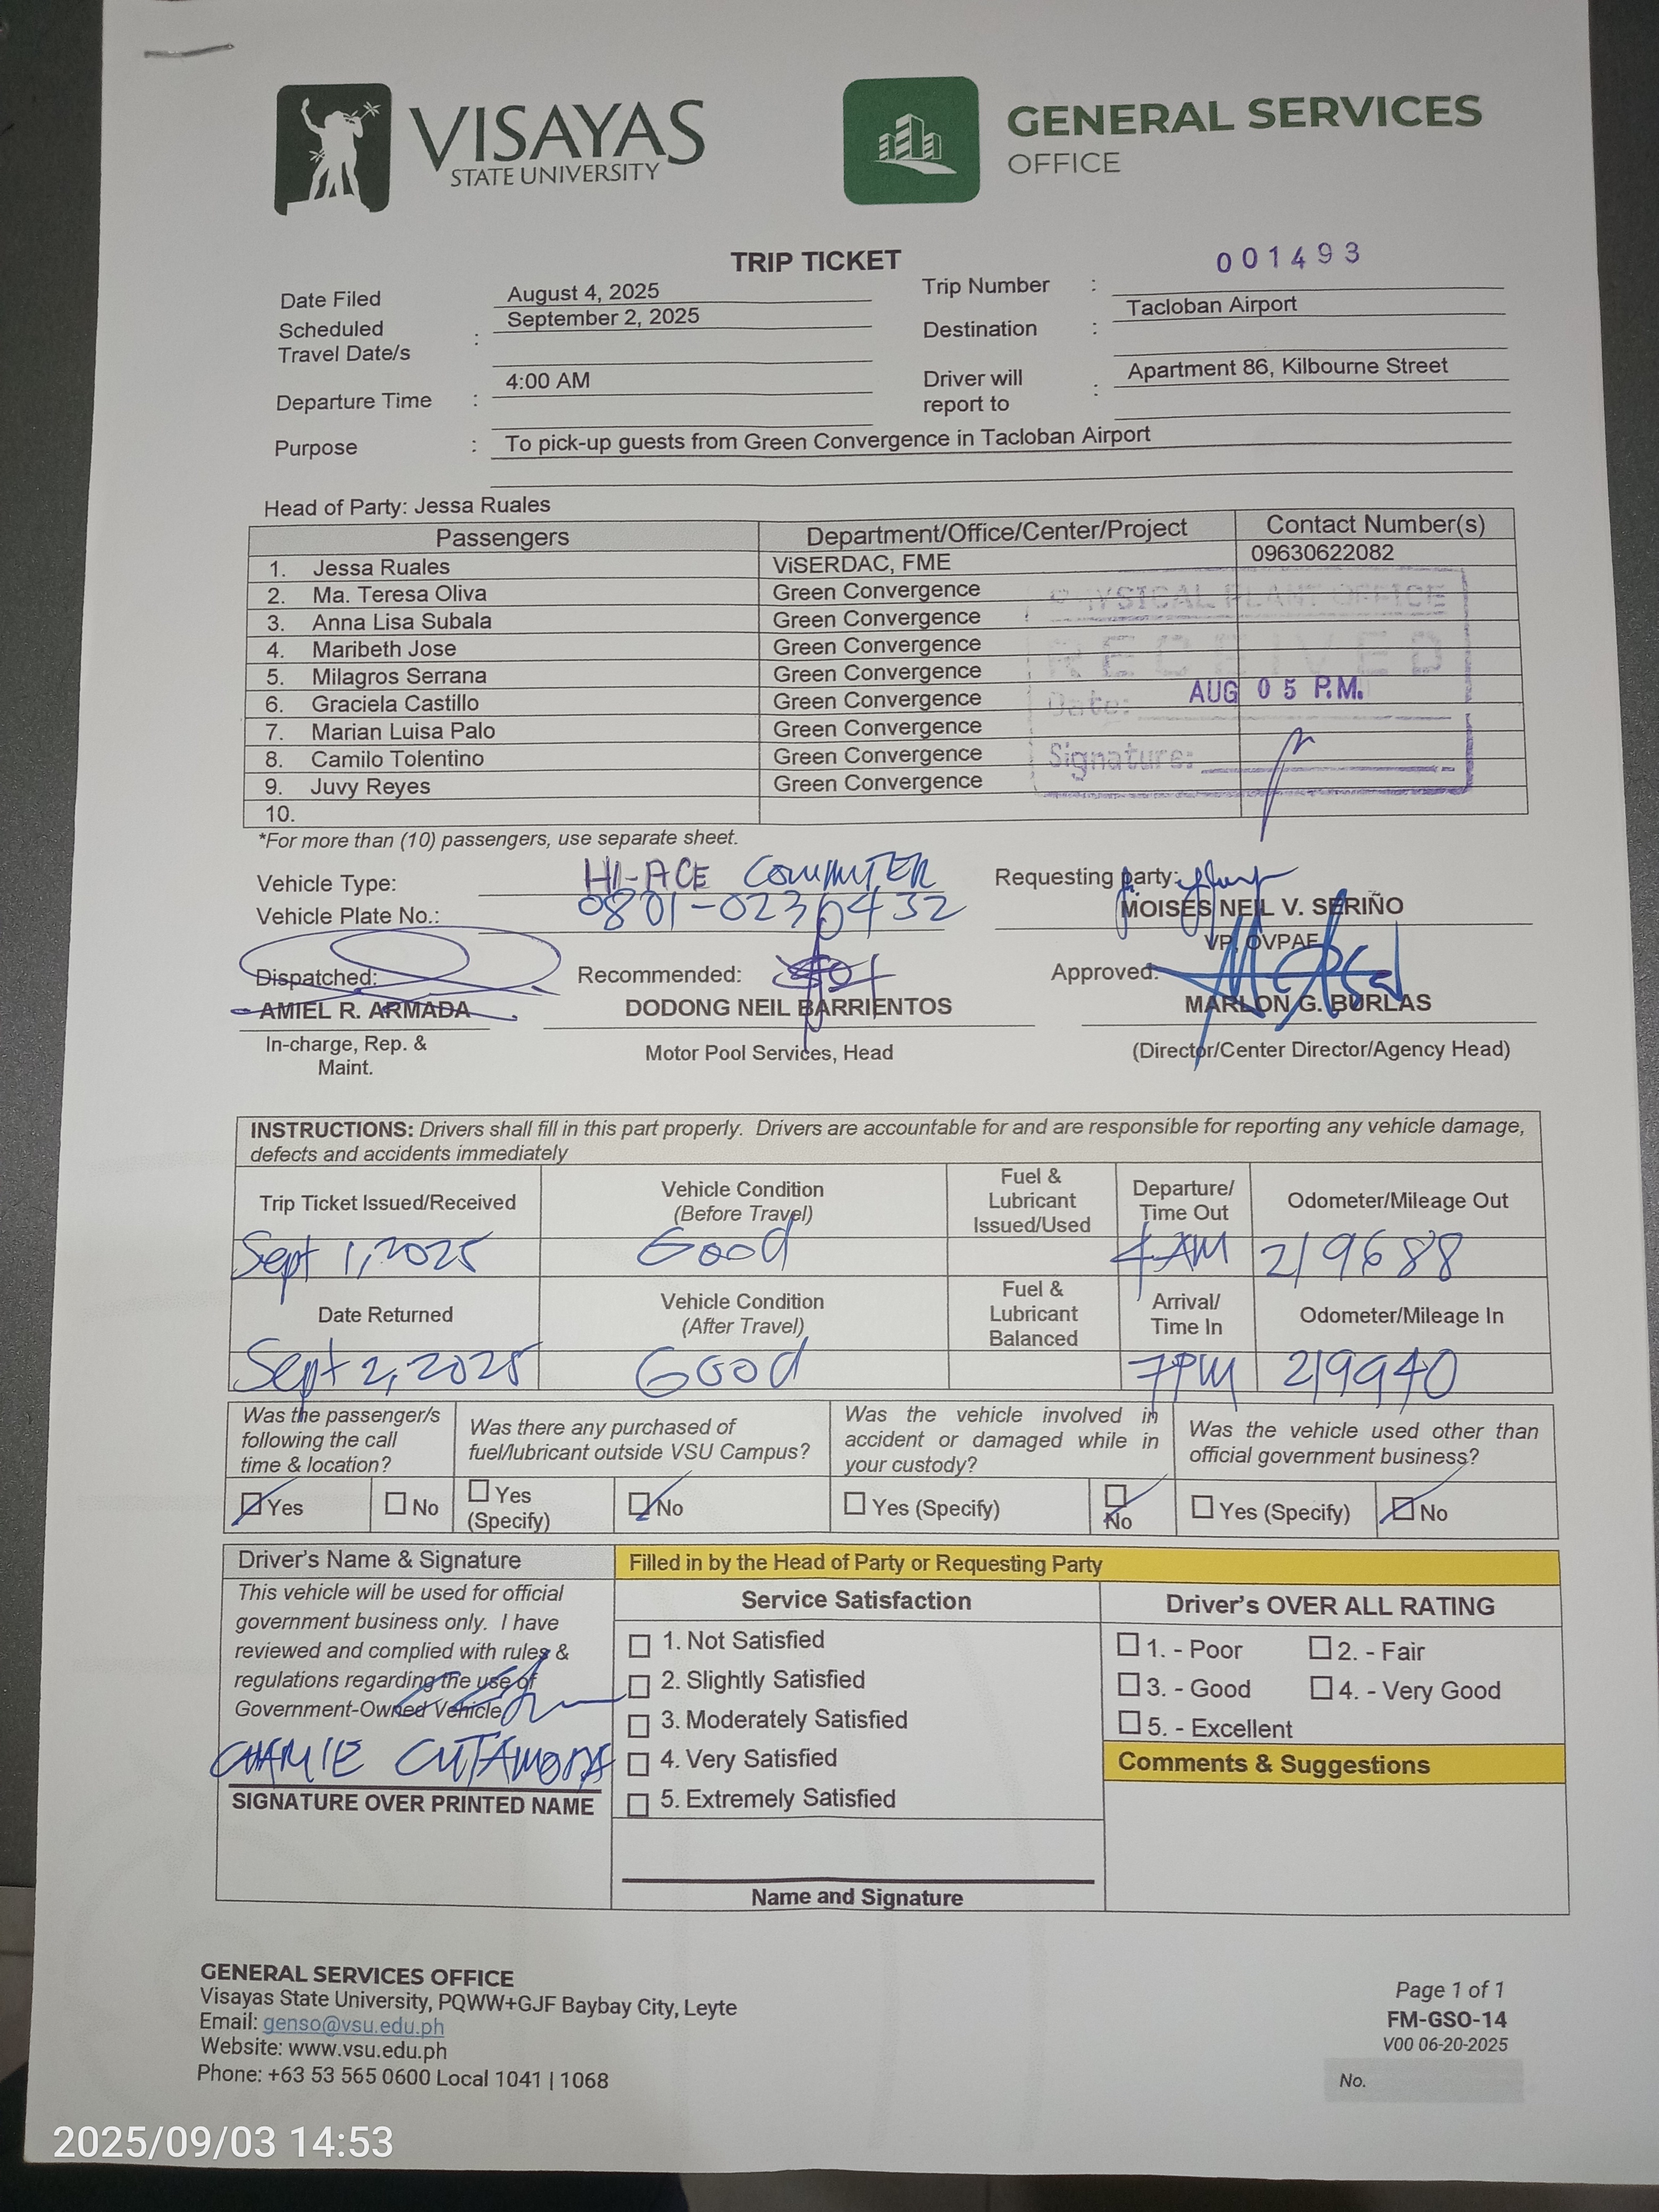 VISAYAS
STATE UNIVERSITY
GENERAL SERVICES
OFFICE
TRIP TICKET
001493
Date Filed August 4, 2025 Trip Number :
Scheduled Travel Date/s : September 2, 2025 Destination : Tacloban Airport
Departure Time : 4:00 AM Driver will report to : Apartment 86, Kilbourne Street
Purpose : To pick-up guests from Green Convergence in Tacloban Airport
Head of Party: Jessa Ruales
Passengers Department/Office/Center/Project Contact Number(s)
1. Jessa Ruales ViSERDAC, FME 09630622082
2. Ma. Teresa Oliva Green Convergence
3. Anna Lisa Subala Green Convergence
4. Maribeth Jose Green Convergence
5. Milagros Serrana Green Convergence
6. Graciela Castillo Green Convergence
7. Marian Luisa Palo Green Convergence
8. Camilo Tolentino Green Convergence
9. Juvy Reyes Green Convergence
10.
PHYSICAL PLANT OFFICE
RECEIVED
Date: AUG 05 P.M.
Signature:
*For more than (10) passengers, use separate sheet.
Vehicle Type: HI-ACE COMMUTER
Vehicle Plate No.: 0801-0236432
Requesting party:
MOISES NEIL V. SERIÑO
VP, OVPAF
Dispatched: Recommended: Approved:
AMIEL R. ARMADA DODONG NEIL BARRIENTOS MARLON G. BURLAS
In-charge, Rep. & Maint. Motor Pool Services, Head (Director/Center Director/Agency Head)
INSTRUCTIONS: Drivers shall fill in this part properly. Drivers are accountable for and are responsible for reporting any vehicle damage,
defects and accidents immediately
Trip Ticket Issued/Received Vehicle Condition (Before Travel) Fuel & Lubricant Issued/Used Departure/ Time Out Odometer/Mileage Out
Sept 1, 2025 Good 4 AM 219688
Date Returned Vehicle Condition (After Travel) Fuel & Lubricant Balanced Arrival/ Time In Odometer/Mileage In
Sept 2, 2025 Good 7PM 219940
Was the passenger/s following the call time & location?
Was there any purchased of fuel/lubricant outside VSU Campus?
Was the vehicle involved in accident or damaged while in your custody?
Was the vehicle used other than official government business?
Yes No Yes (Specify) No Yes (Specify) No Yes (Specify) No
Driver's Name & Signature
This vehicle will be used for official
government business only. I have
reviewed and complied with rules &
regulations regarding the use of
Government-Owned Vehicle
SIGNATURE OVER PRINTED NAME
Filled in by the Head of Party or Requesting Party
Service Satisfaction
1. Not Satisfied
2. Slightly Satisfied
3. Moderately Satisfied
4. Very Satisfied
5. Extremely Satisfied
Name and Signature
Driver's OVER ALL RATING
1. - Poor 2. - Fair
3. - Good 4. - Very Good
5. - Excellent
Comments & Suggestions
GENERAL SERVICES OFFICE
Visayas State University, PQWW+GJF Baybay City, Leyte
Email: genso@vsu.edu.ph
Website: www.vsu.edu.ph
Phone: +63 53 565 0600 Local 1041 | 1068
Page 1 of 1
FM-GSO-14
V00 06-20-2025
No.
2025/09/03 14:53